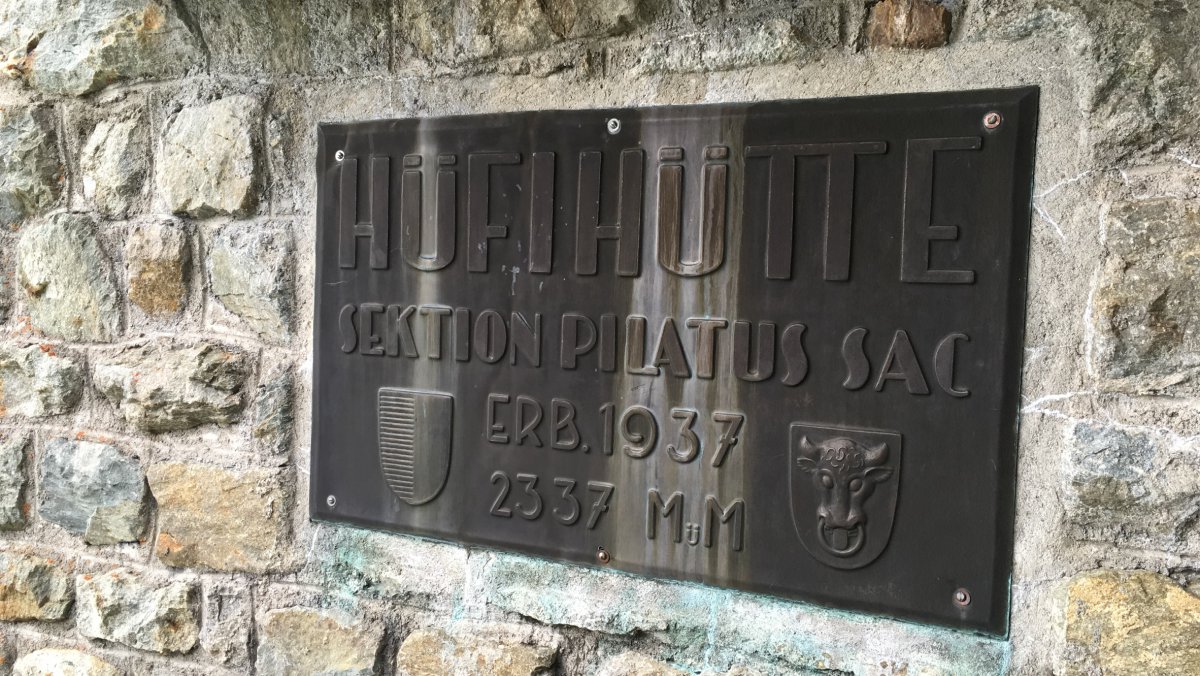 HÜFIHÜTTE
SEKTION PILATUS SAC
ERB. 1937
2337 MüM